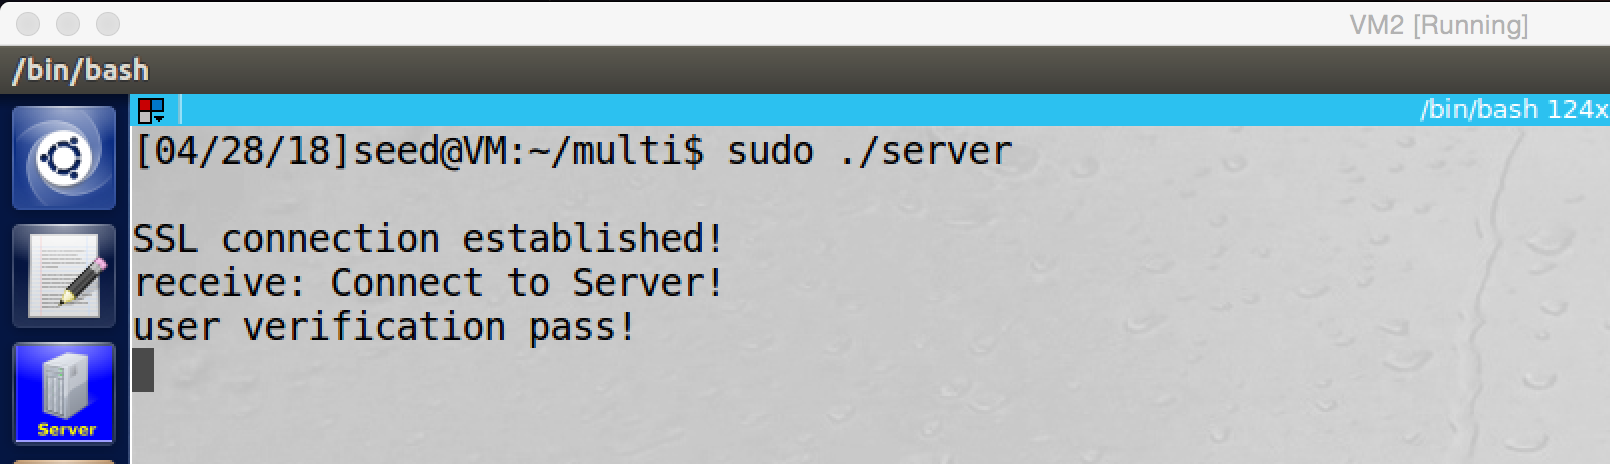 VM2 [Running]
/bin/bash
/bin/bash 124x
[04/28/18]seed@VM:~/multi$ sudo ./server
SSL connection established!
receive: Connect to Server!
user verification pass!
Server